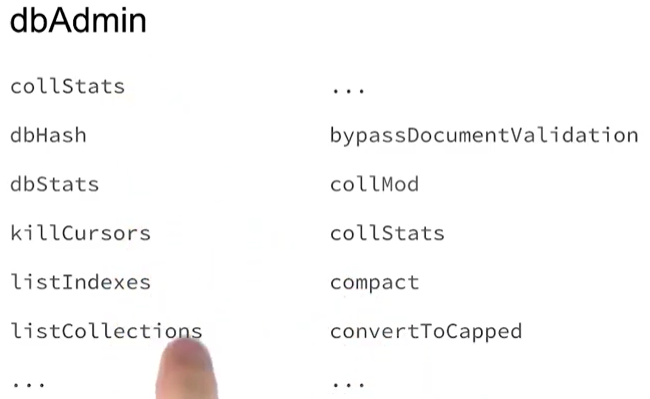 dbAdmin
collStats
dbHash
dbStats
killCursors
listIndexes
listCollections
...
...
bypassDocumentValidation
collMod
collStats
compact
convertToCapped
...